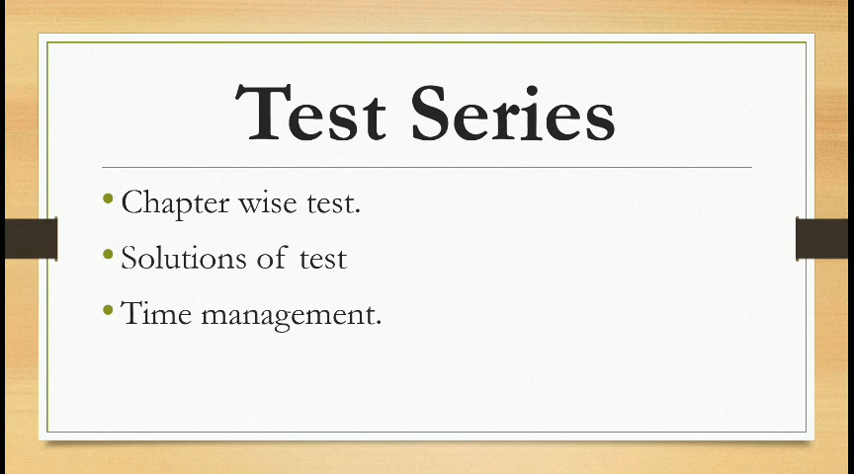 Test Series
• Chapter wise test.
• Solutions of test
• Time management.